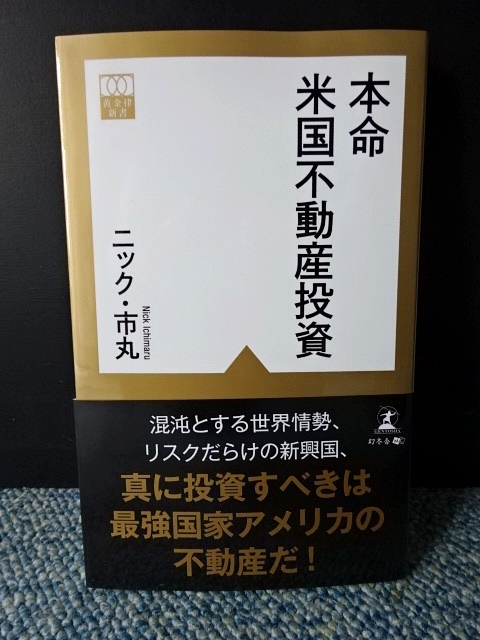 本命
米国不動産投資
黄金律
新書
ニック・市丸
Nick Ichimaru
混沌とする世界情勢、
リスクだらけの新興国、
真に投資すべきは
最強国家アメリカの
不動産だ！
GENTOSHA
幻冬舎